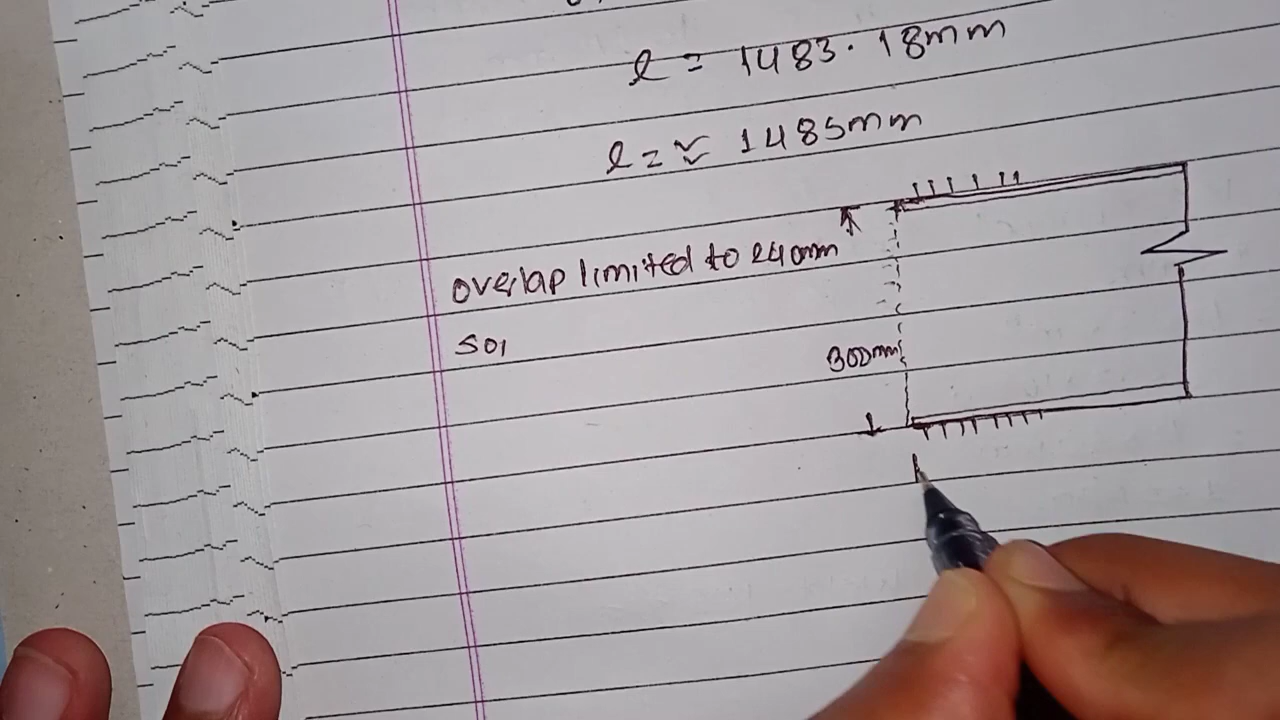 l = 1483.18mm
l = ≈ 1485mm
overlap limited to 240mm
so,
300mm